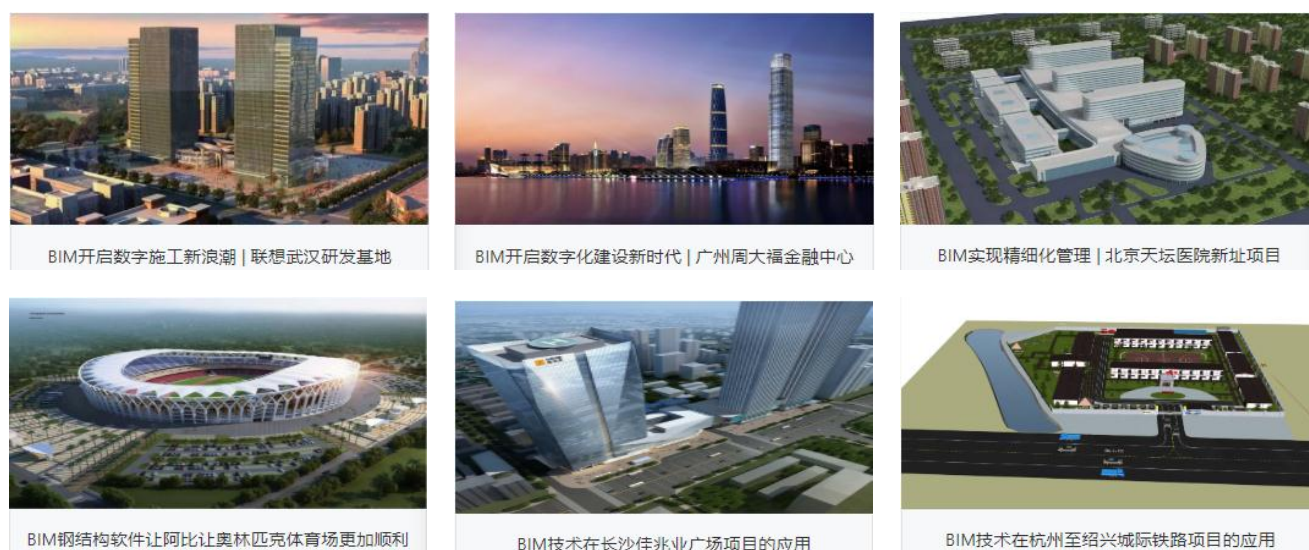 BIM开启数字施工新浪潮 | 联想武汉研发基地
BIM开启数字化建设新时代 | 广州周大福金融中心
BIM实现精细化管理 | 北京天坛医院新址项目
BIM钢结构软件让阿比让奥林匹克体育场更加顺利
BIM技术在长沙佳兆业广场项目的应用
BIM技术在杭州至绍兴城际铁路项目的应用